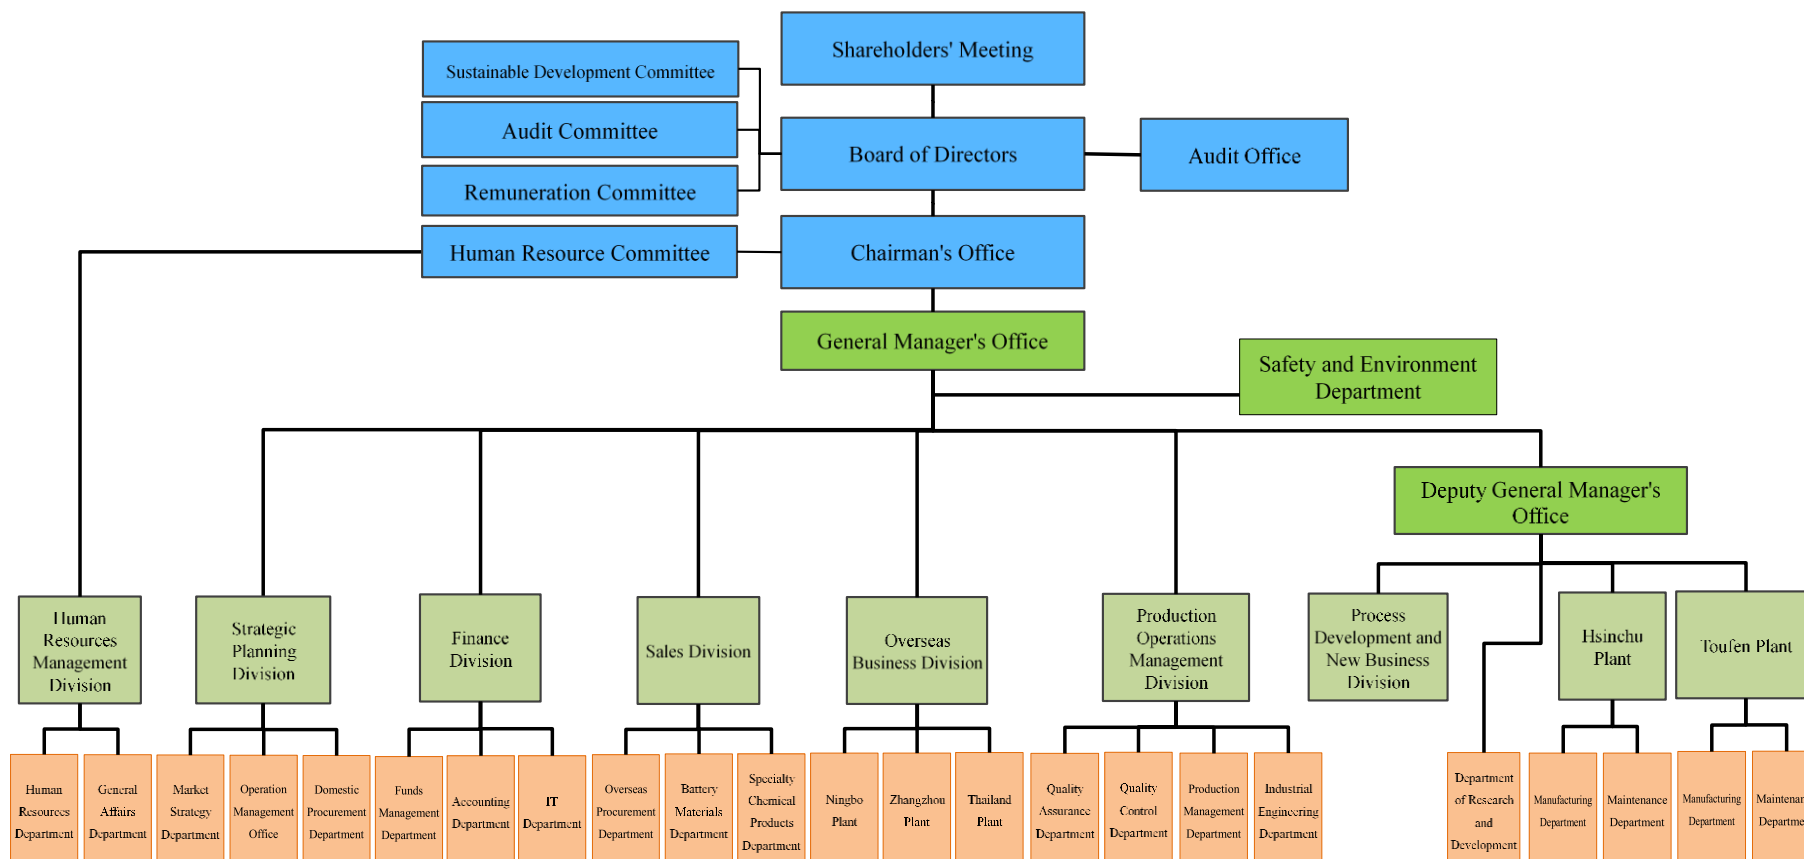 Shareholders' Meeting
Sustainable Development Committee
Audit Committee
Board of Directors
Audit Office
Remuneration Committee
Human Resource Committee
Chairman's Office
General Manager's Office
Safety and Environment
Department
Deputy General Manager's
Office
Human
Resources
Management
Division
Strategic
Planning
Division
Finance
Division
Sales Division
Overseas
Business Division
Production
Operations
Management
Division
Process
Development and
New Business
Division
Hsinchu
Plant
Toufen Plant
Human
Resources
Department
General
Affairs
Department
Market
Strategy
Department
Operation
Management
Office
Domestic
Procurement
Department
Funds
Management
Department
Accounting
Department
IT
Department
Overseas
Procurement
Department
Battery
Materials
Department
Specialty
Chemical
Products
Department
Ningbo
Plant
Zhangzhou
Plant
Thailand
Plant
Quality
Assurance
Department
Quality
Control
Department
Production
Management
Department
Industrial
Engineering
Department
Department
of Research
and
Development
Manufacturing
Department
Maintenance
Department
Manufacturing
Department